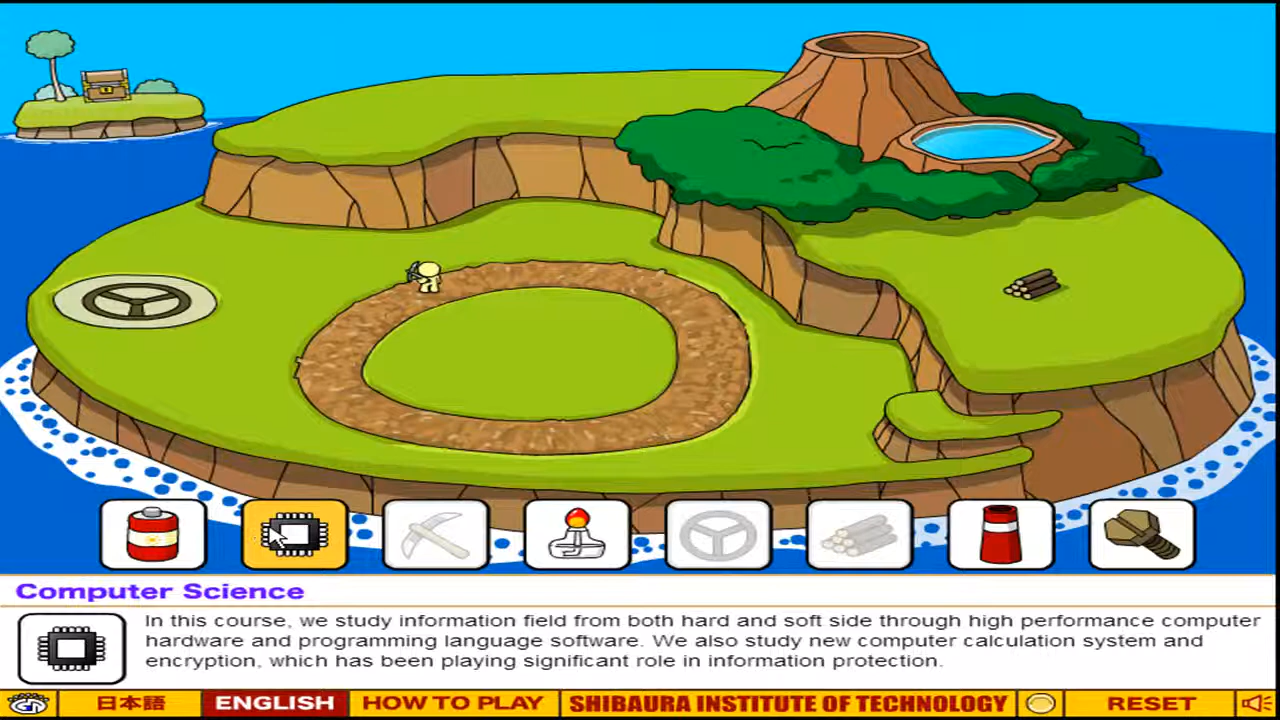 Computer Science
In this course, we study information field from both hard and soft side through high performance computer
hardware and programming language software. We also study new computer calculation system and
encryption, which has been playing significant role in information protection.
日本語 ENGLISH HOW TO PLAY SHIBAURA INSTITUTE OF TECHNOLOGY RESET